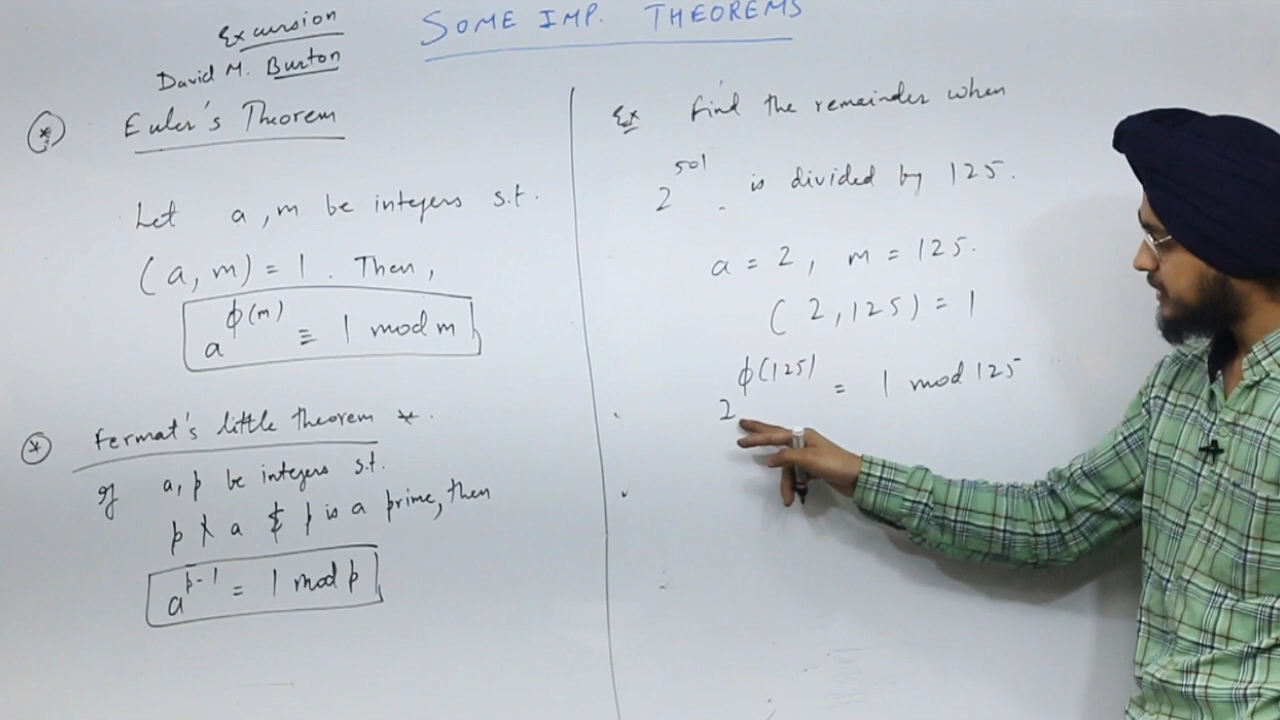 Excursion
David M. Burton
SOME IMP. THEOREMS
Euler's Theorem
Let a, m be integers s.t.
(a, m) = 1. Then,
a^ϕ(m) ≡ 1 mod m
Fermat's little theorem *.
If a, p be integers s.t.
p ∤ a & p is a prime, then
a^p-1 = 1 mod p
Ex Find the remainder when
2^501 is divided by 125.
a = 2, m = 125.
(2, 125) = 1
2^ϕ(125) = 1 mod 125